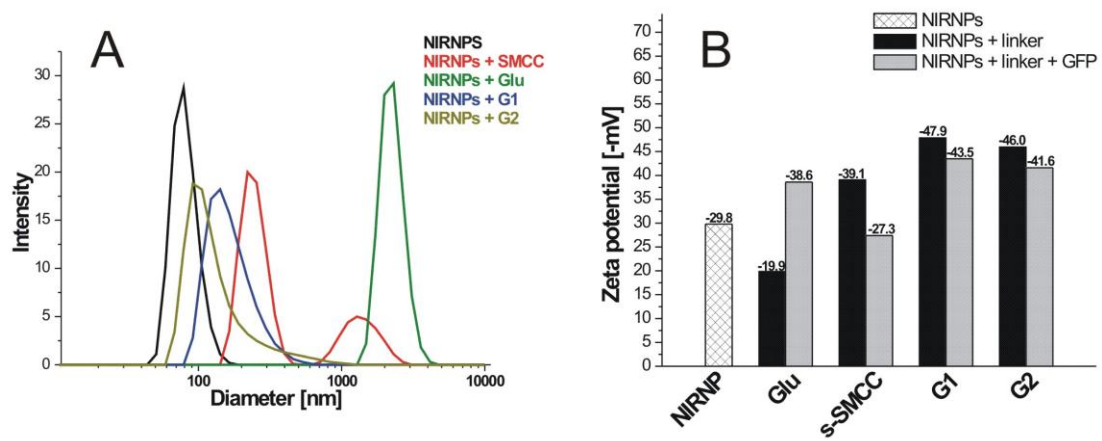 A
NIRNPS
NIRNPs + SMCC
NIRNPs + Glu
NIRNPs + G1
NIRNPs + G2
Intensity
30
25
20
15
10
5
0
100
1000
10000
Diameter [nm]
B
NIRNPs
NIRNPs + linker
NIRNPs + linker + GFP
Zeta potential [-mV]
70
65
60
55
50
45
40
35
30
25
20
15
10
5
0
-29.8
-19.9
-38.6
-39.1
-27.3
-47.9
-43.5
-46.0
-41.6
NIRNP
Glu
s-SMCC
G1
G2